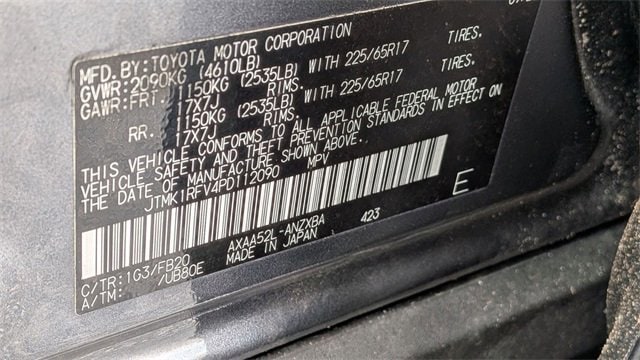 MFD.BY:TOYOTA MOTOR CORPORATION
GVWR:2090KG (4610LB)
GAWR:FRT. 1150KG (2535LB) WITH 225/65R17 TIRES.
17X7J RIMS.
RR. 1150KG (2535LB) WITH 225/65R17 TIRES.
17X7J RIMS.
THIS VEHICLE CONFORMS TO ALL APPLICABLE FEDERAL MOTOR
VEHICLE SAFETY AND THEFT PREVENTION STANDARDS IN EFFECT ON
THE DATE OF MANUFACTURE SHOWN ABOVE.
JTMK1RFV4PD112090 MPV
E
AXAA52L-ANZXBA 423
C/TR:1G3/FB20 MADE IN JAPAN
A/TM: /UB80E